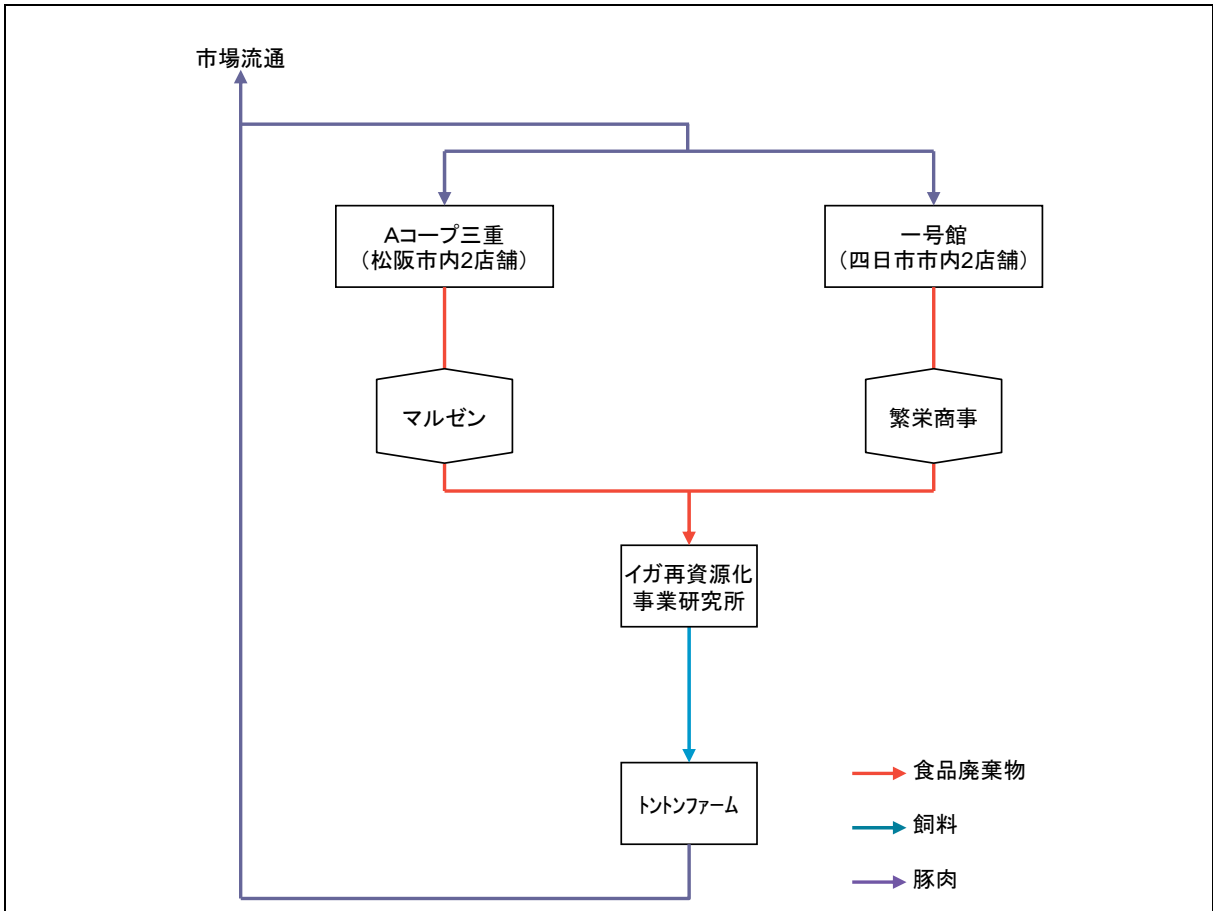 市場流通
Aコープ三重
(松阪市内2店舗)
一号館
(四日市市内2店舗)
マルゼン
繁栄商事
イガ再資源化
事業研究所
トントンファーム
食品廃棄物
飼料
豚肉